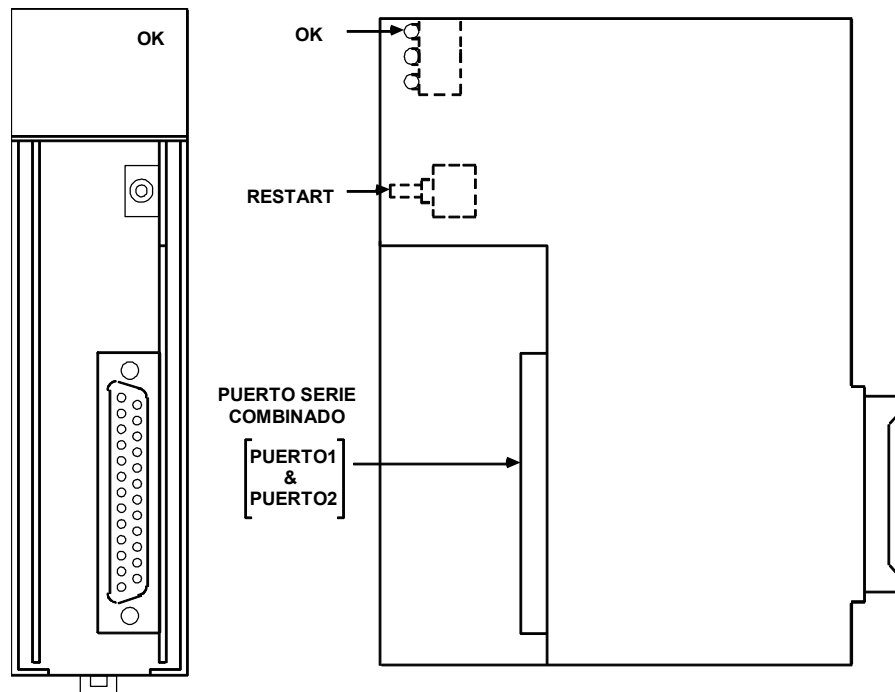 OK
OK
RESTART
PUERTO SERIE
COMBINADO
PUERTO1
&
PUERTO2